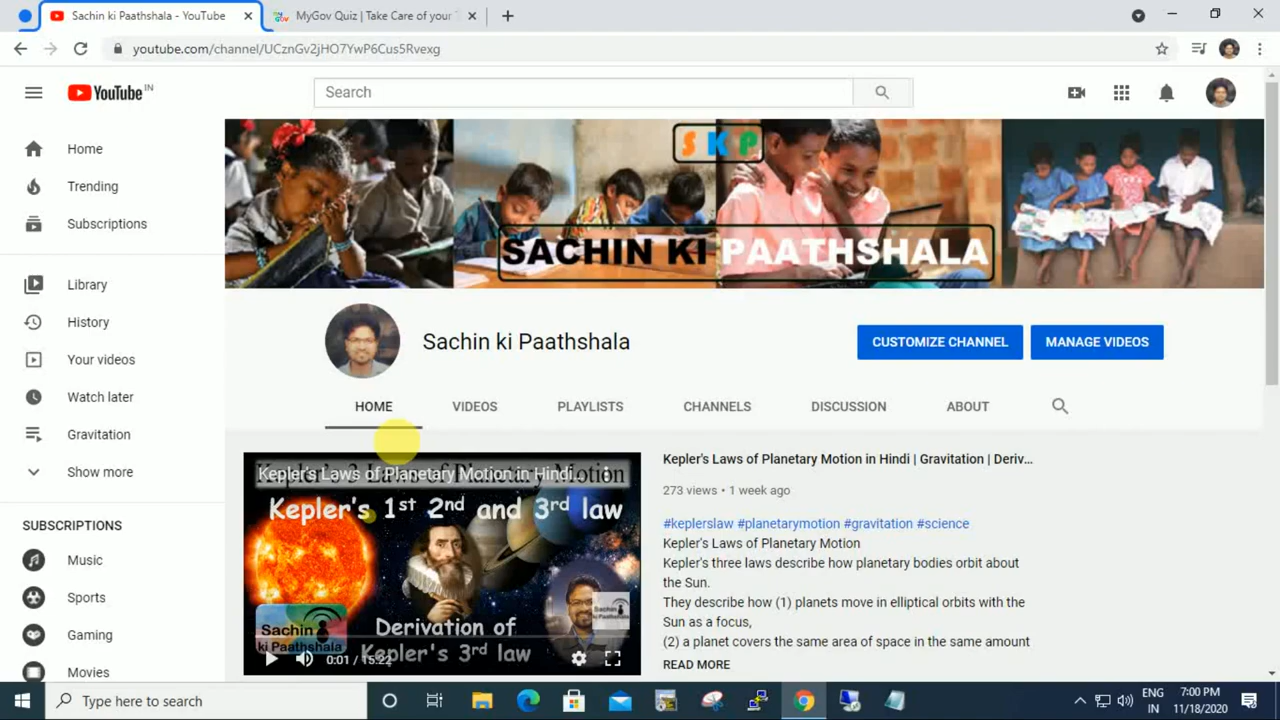 Sachin ki Paathshala - YouTube
MyGov Quiz | Take Care of your
youtube.com/channel/UCznGv2jHO7YwP6Cus5Rvexg
YouTube IN
Search
Home
Trending
Subscriptions
Library
History
Your videos
Watch later
Gravitation
Show more
SUBSCRIPTIONS
Music
Sports
Gaming
Movies
SKP
SACHIN KI PAATHSHALA
Sachin ki Paathshala
CUSTOMIZE CHANNEL
MANAGE VIDEOS
HOME
VIDEOS
PLAYLISTS
CHANNELS
DISCUSSION
ABOUT
Kepler's Laws of Planetary Motion in Hindi...
Kepler's 1st 2nd and 3rd law
Sachin
ki Paathshala
Sachin
ki Paathshala
Derivation of
Kepler's 3rd law
0:01 / 15:22
Kepler's Laws of Planetary Motion in Hindi | Gravitation | Deriv...
273 views • 1 week ago
#keplerslaw #planetarymotion #gravitation #science
Kepler's Laws of Planetary Motion
Kepler's three laws describe how planetary bodies orbit about
the Sun.
They describe how (1) planets move in elliptical orbits with the
Sun as a focus,
(2) a planet covers the same area of space in the same amount
READ MORE
Type here to search
ENG
IN
7:00 PM
11/18/2020